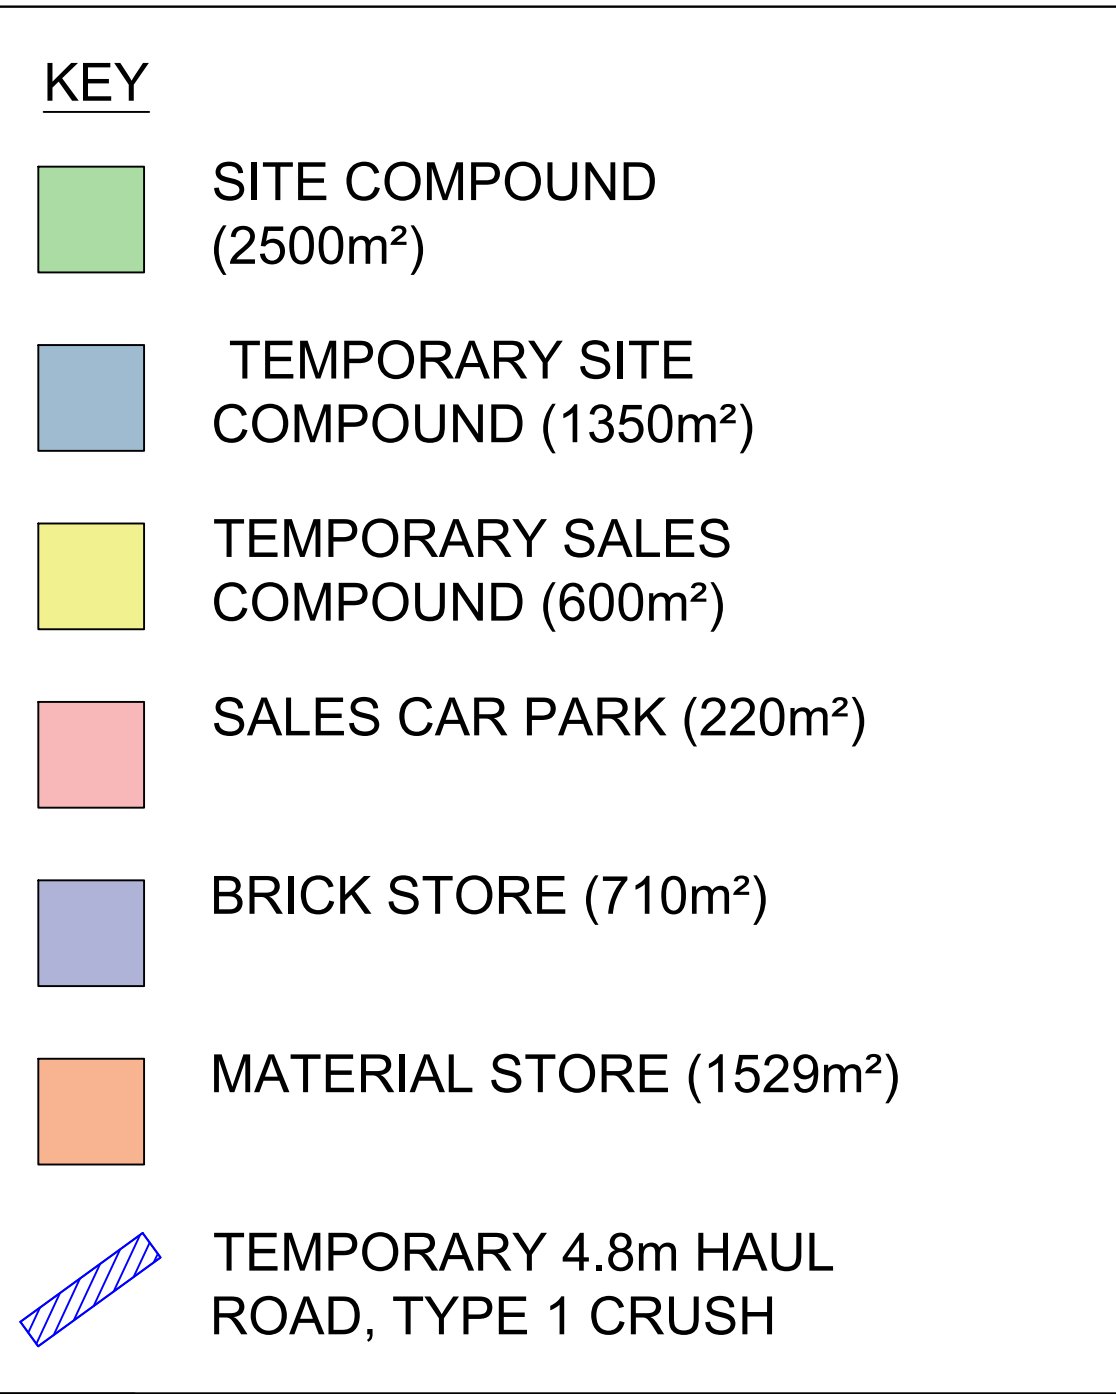 KEY
SITE COMPOUND
(2500m²)
TEMPORARY SITE
COMPOUND (1350m²)
TEMPORARY SALES
COMPOUND (600m²)
SALES CAR PARK (220m²)
BRICK STORE (710m²)
MATERIAL STORE (1529m²)
TEMPORARY 4.8m HAUL
ROAD, TYPE 1 CRUSH